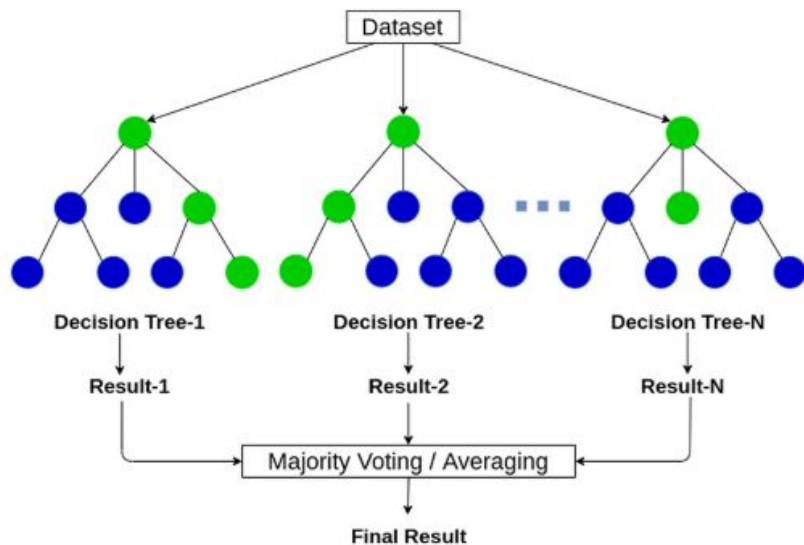 Dataset
Decision Tree-1
Decision Tree-2
Decision Tree-N
Result-1
Result-2
Result-N
Majority Voting / Averaging
Final Result